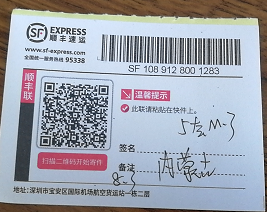 SF EXPRESS
顺丰速运
www.sf-express.com
全国统一服务热线 95338
SF 108 912 800 1283
顺丰联
温馨提示
此联请粘贴在快件上。
扫描二维码开始寄件
签名
备注
内蒙古
8-3
地址:深圳市宝安区国际机场航空货运站一栋二层